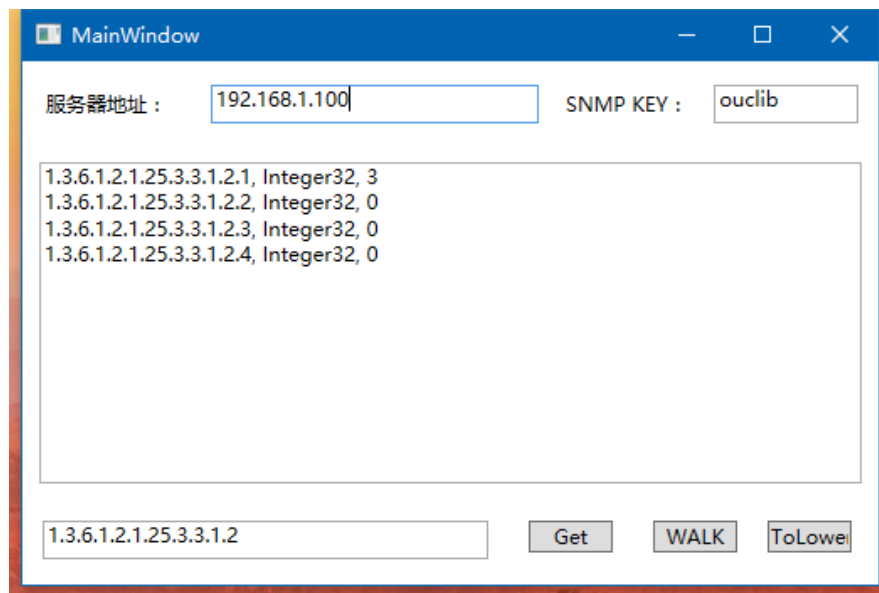 MainWindow
服务器地址： 192.168.1.100 SNMP KEY： ouclib
1.3.6.1.2.1.25.3.3.1.2.1, Integer32, 3
1.3.6.1.2.1.25.3.3.1.2.2, Integer32, 0
1.3.6.1.2.1.25.3.3.1.2.3, Integer32, 0
1.3.6.1.2.1.25.3.3.1.2.4, Integer32, 0
1.3.6.1.2.1.25.3.3.1.2 Get WALK ToLower